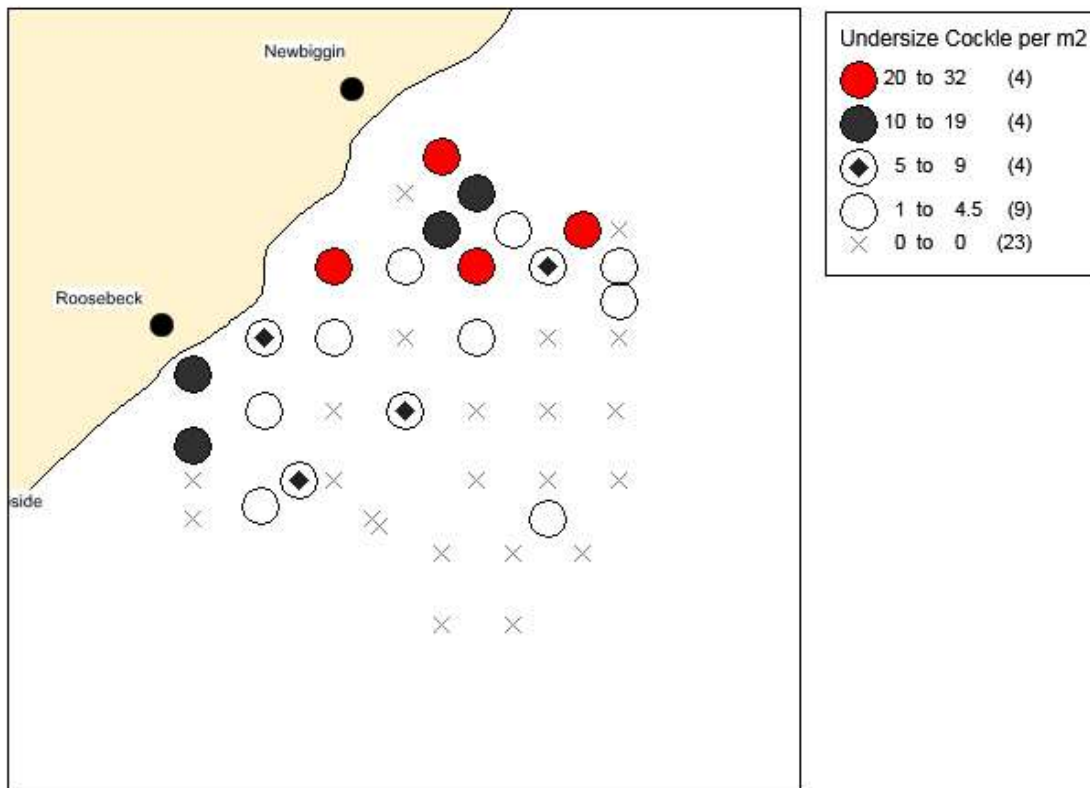 Newbiggin
Roosebeck
eside
Undersize Cockle per m2
20 to 32 (4)
10 to 19 (4)
5 to 9 (4)
1 to 4.5 (9)
0 to 0 (23)